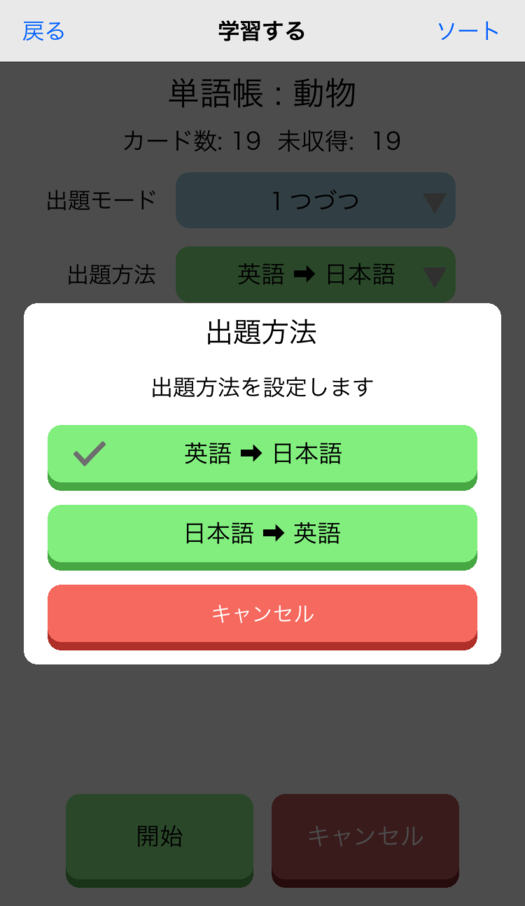 戻る 学習する ソート
単語帳 : 動物
カード数: 19 未収得: 19
出題モード 1 つづつ
出題方法 英語 ➡ 日本語
出題方法
出題方法を設定します
英語 ➡ 日本語
日本語 ➡ 英語
キャンセル
開始 キャンセル